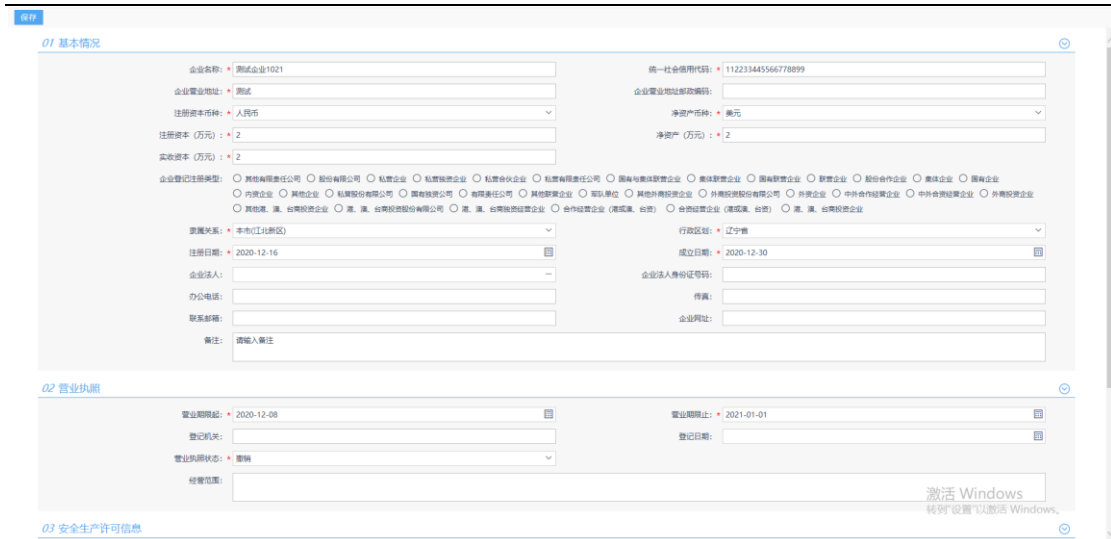 保存
01 基本情况
企业名称: * 测试企业1021 统一社会信用代码: * 112233445566778899
企业营业地址: * 测试 企业营业地址邮政编码:
注册资本币种: * 人民币 净资产币种: * 美元
注册资本（万元）: * 2 净资产（万元）: * 2
实收资本（万元）: * 2
企业登记注册类型: 其他有限责任公司 股份有限公司 私营企业 私营独资企业 私营合伙企业 私营有限责任公司 国有与集体联营企业 集体联营企业 国有联营企业 联营企业 股份合作企业 集体企业 国有企业
内资企业 其他企业 私营股份有限公司 国有独资公司 有限责任公司 其他联营企业 军队单位 其他外商投资企业 外商投资股份有限公司 外资企业 中外合作经营企业 中外合资经营企业 外商投资企业
其他港、澳、台商投资企业 港、澳、台商投资股份有限公司 港、澳、台商独资经营企业 合作经营企业（港或澳、台资） 合资经营企业（港或澳、台资） 港、澳、台商投资企业
隶属关系: * 本市(江北新区) 行政区划: * 辽宁省
注册日期: * 2020-12-16 成立日期: * 2020-12-30
企业法人: 企业法人身份证号码:
办公电话: 传真:
联系邮箱: 企业网址:
备注: 请输入备注
02 营业执照
营业期限起: * 2020-12-08 营业期限止: * 2021-01-01
登记机关: 登记日期:
营业执照状态: * 撤销
经营范围:
激活 Windows
转到"设置"以激活 Windows。
03 安全生产许可信息